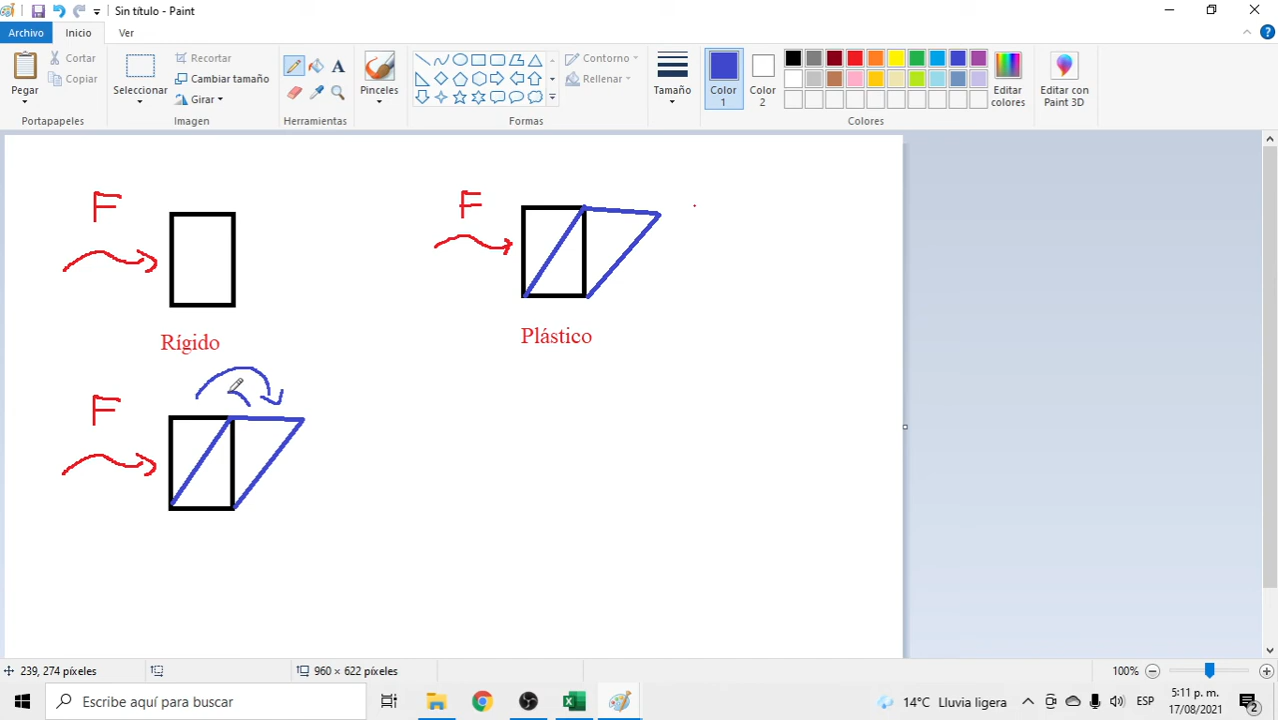 Sin título - Paint
Archivo
Inicio
Ver
Pegar
Cortar
Copiar
Portapapeles
Seleccionar
Recortar
Cambiar tamaño
Girar
Imagen
A
Herramientas
Pinceles
Contorno
Rellenar
Formas
Tamaño
Color 1
Color 2
Editar colores
Editar con Paint 3D
Colores
F
F
Rígido
Plástico
F
239, 274 píxeles
960 × 622 píxeles
100%
Escribe aquí para buscar
14°C Lluvia ligera
ESP
5:11 p. m.
17/08/2021
2